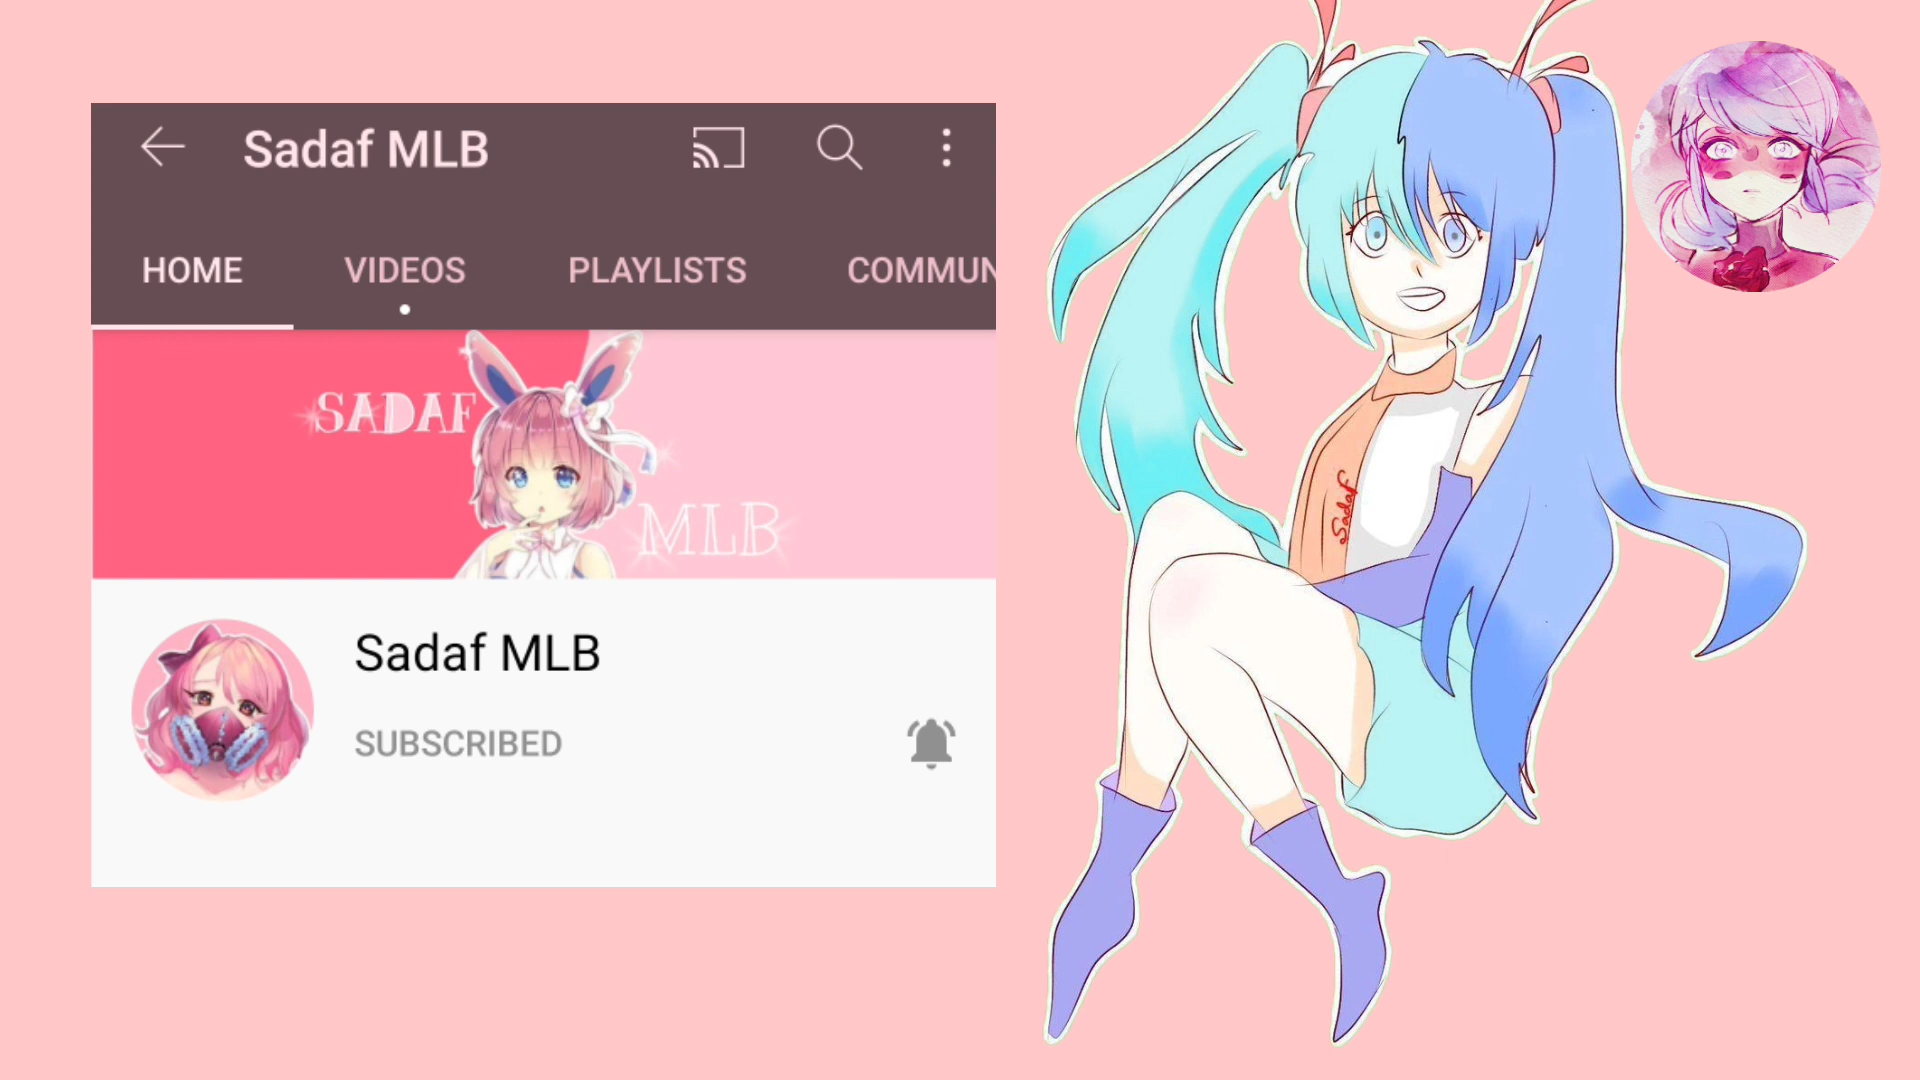 Sadaf MLB
HOME VIDEOS PLAYLISTS COMMUN
SADAF
MLB
Sadaf MLB
SUBSCRIBED
Sadaf